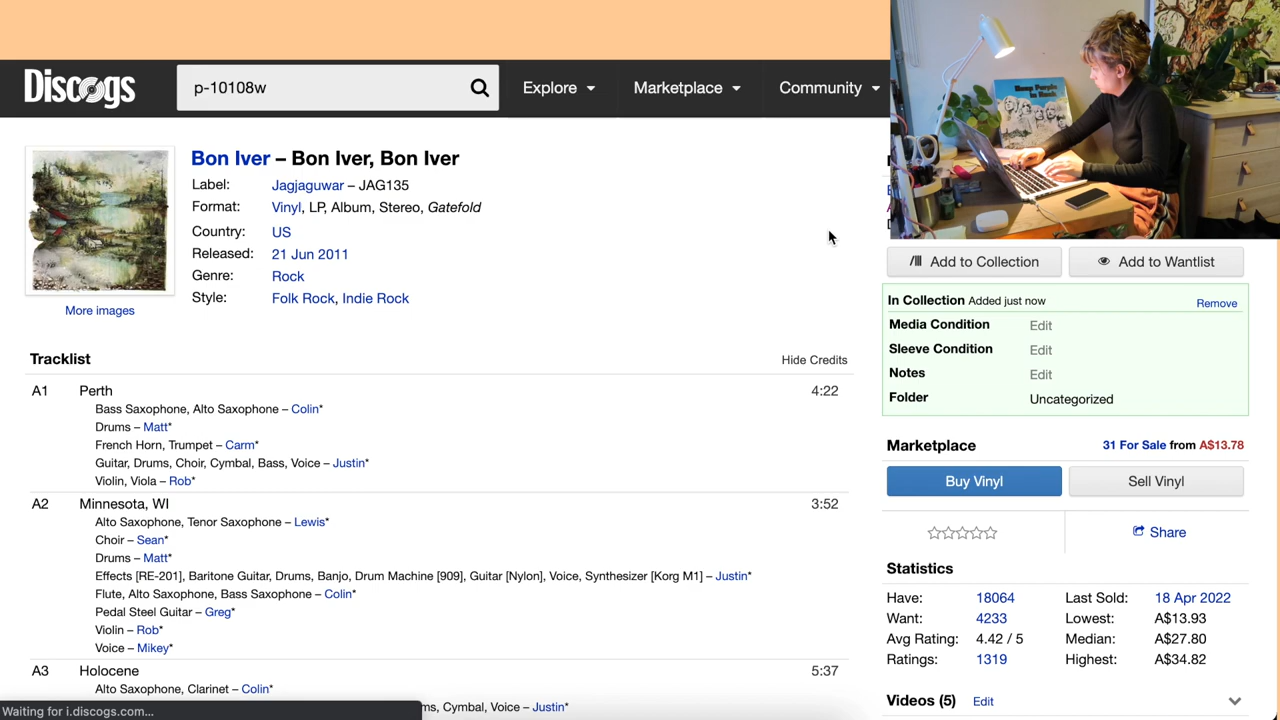 Discogs
p-10108w
Explore
Marketplace
Community
Bon Iver – Bon Iver, Bon Iver
Label: Jagjaguwar – JAG135
Format: Vinyl, LP, Album, Stereo, Gatefold
Country: US
Released: 21 Jun 2011
Genre: Rock
Style: Folk Rock, Indie Rock
More images
Tracklist
Hide Credits
A1 Perth 4:22
Bass Saxophone, Alto Saxophone – Colin*
Drums – Matt*
French Horn, Trumpet – Carm*
Guitar, Drums, Choir, Cymbal, Bass, Voice – Justin*
Violin, Viola – Rob*
A2 Minnesota, WI 3:52
Alto Saxophone, Tenor Saxophone – Lewis*
Choir – Sean*
Drums – Matt*
Effects [RE-201], Baritone Guitar, Drums, Banjo, Drum Machine [909], Guitar [Nylon], Voice, Synthesizer [Korg M1] – Justin*
Flute, Alto Saxophone, Bass Saxophone – Colin*
Pedal Steel Guitar – Greg*
Violin – Rob*
Voice – Mikey*
A3 Holocene 5:37
Alto Saxophone, Clarinet – Colin*
ms, Cymbal, Voice – Justin*
Waiting for i.discogs.com...
Deep Purple
in Rock
Add to Collection
Add to Wantlist
In Collection Added just now
Remove
Media Condition Edit
Sleeve Condition Edit
Notes Edit
Folder Uncategorized
Marketplace
31 For Sale from A$13.78
Buy Vinyl
Sell Vinyl
Share
Statistics
Have: 18064 Last Sold: 18 Apr 2022
Want: 4233 Lowest: A$13.93
Avg Rating: 4.42 / 5 Median: A$27.80
Ratings: 1319 Highest: A$34.82
Videos (5) Edit